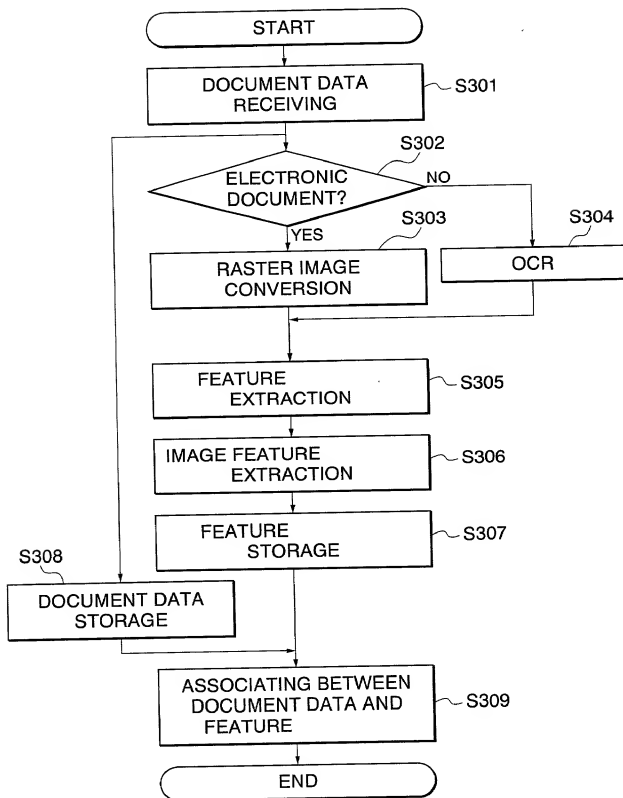 START
DOCUMENT DATA
RECEIVING
S301
S302
ELECTRONIC
DOCUMENT?
NO
YES
S303
S304
RASTER IMAGE
CONVERSION
OCR
FEATURE
EXTRACTION
S305
IMAGE FEATURE
EXTRACTION
S306
FEATURE
STORAGE
S307
S308
DOCUMENT DATA
STORAGE
ASSOCIATING BETWEEN
DOCUMENT DATA AND
FEATURE
S309
END